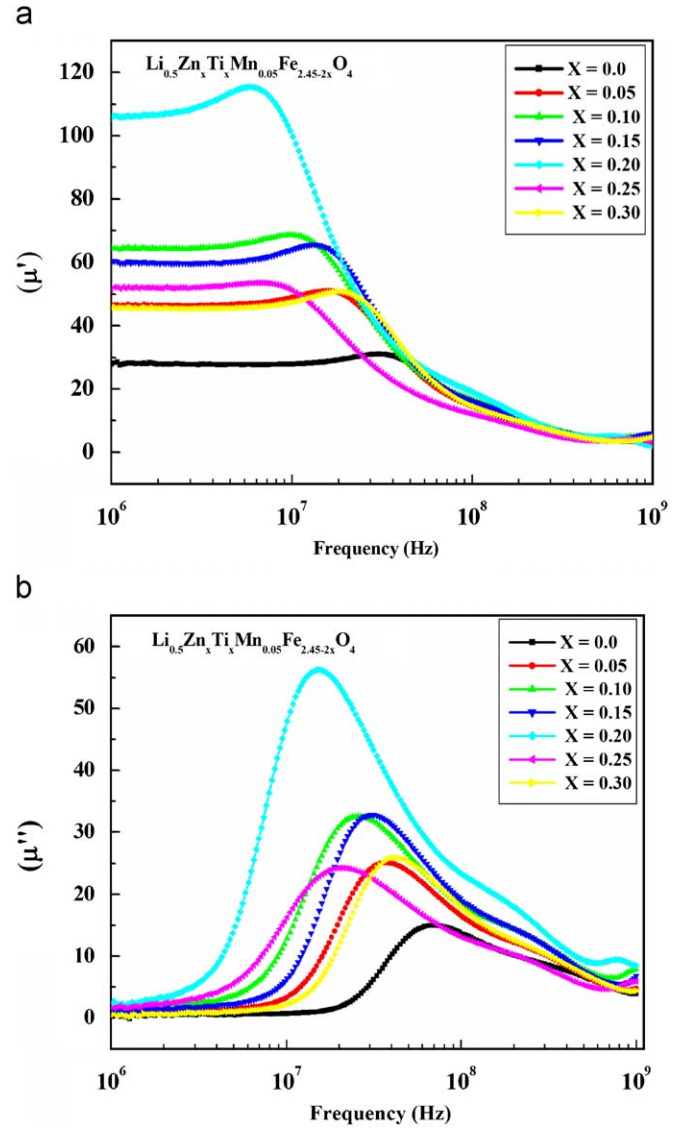 a
Li0.5ZnxTixMn0.05Fe2.45-2xO4
X = 0.0
X = 0.05
X = 0.10
X = 0.15
X = 0.20
X = 0.25
X = 0.30
120
100
80
60
40
20
0
(μ')
10^6 10^7 10^8 10^9
Frequency (Hz)
b
Li0.5ZnxTixMn0.05Fe2.45-2xO4
X = 0.0
X = 0.05
X = 0.10
X = 0.15
X = 0.20
X = 0.25
X = 0.30
60
50
40
30
20
10
0
(μ'')
10^6 10^7 10^8 10^9
Frequency (Hz)